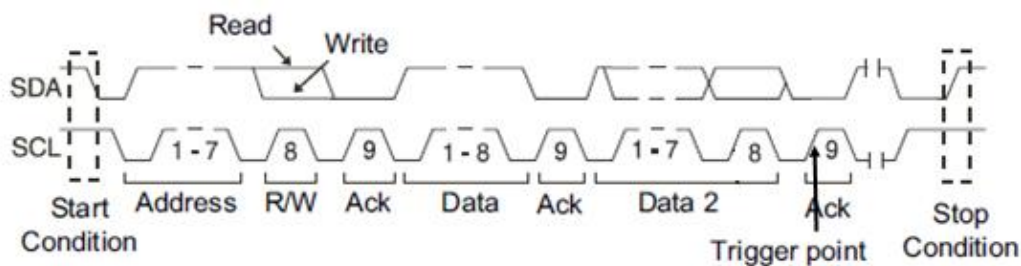 Read
Write
SDA
SCL 1 - 7 8 9 1 - 8 9 1 - 7 8 9
Address R/W Ack Data Ack Data 2 Ack
Start Condition
Trigger point
Stop Condition